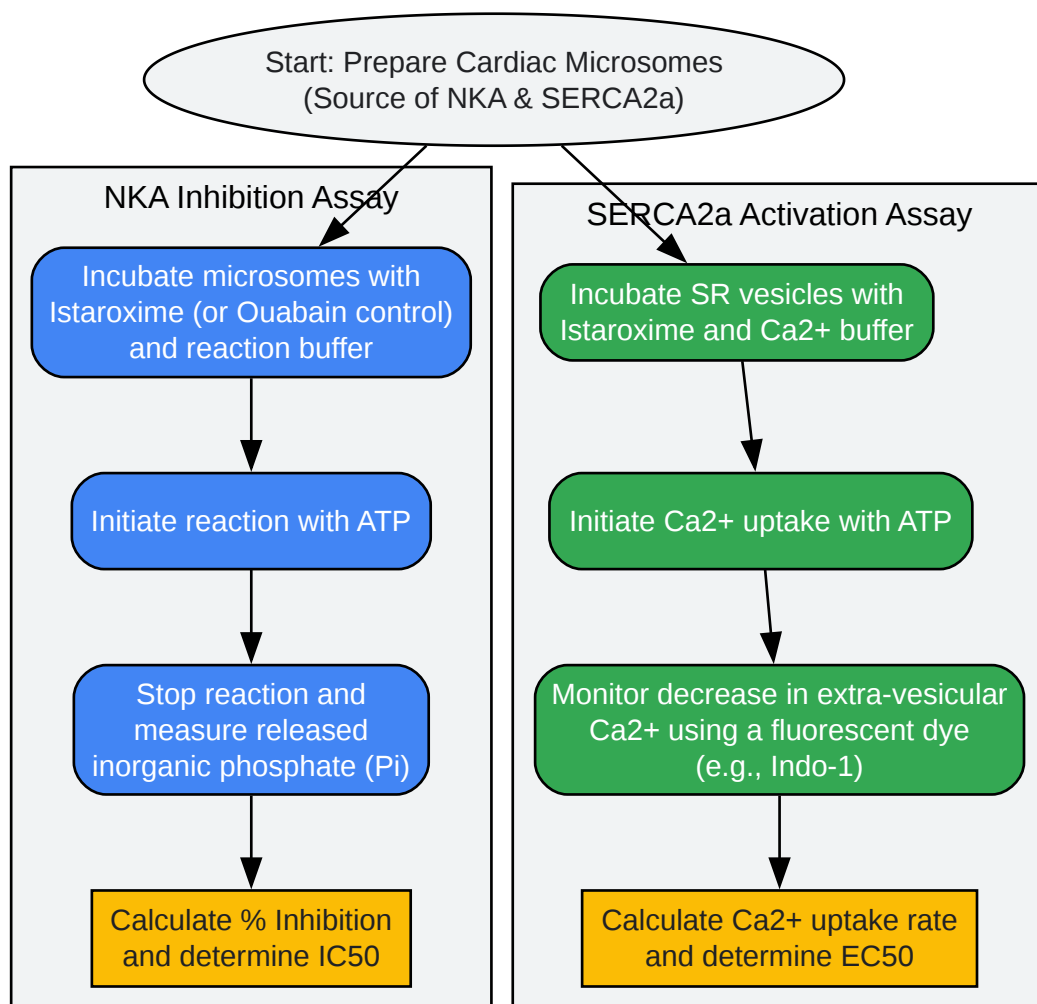 Start: Prepare Cardiac Microsomes
(Source of NKA & SERCA2a)
NKA Inhibition Assay
Incubate microsomes with
Istaroxime (or Ouabain control)
and reaction buffer
Initiate reaction with ATP
Stop reaction and
measure released
inorganic phosphate (Pi)
Calculate % Inhibition
and determine IC50
SERCA2a Activation Assay
Incubate SR vesicles with
Istaroxime and Ca2+ buffer
Initiate Ca2+ uptake with ATP
Monitor decrease in extra-vesicular
Ca2+ using a fluorescent dye
(e.g., Indo-1)
Calculate Ca2+ uptake rate
and determine EC50